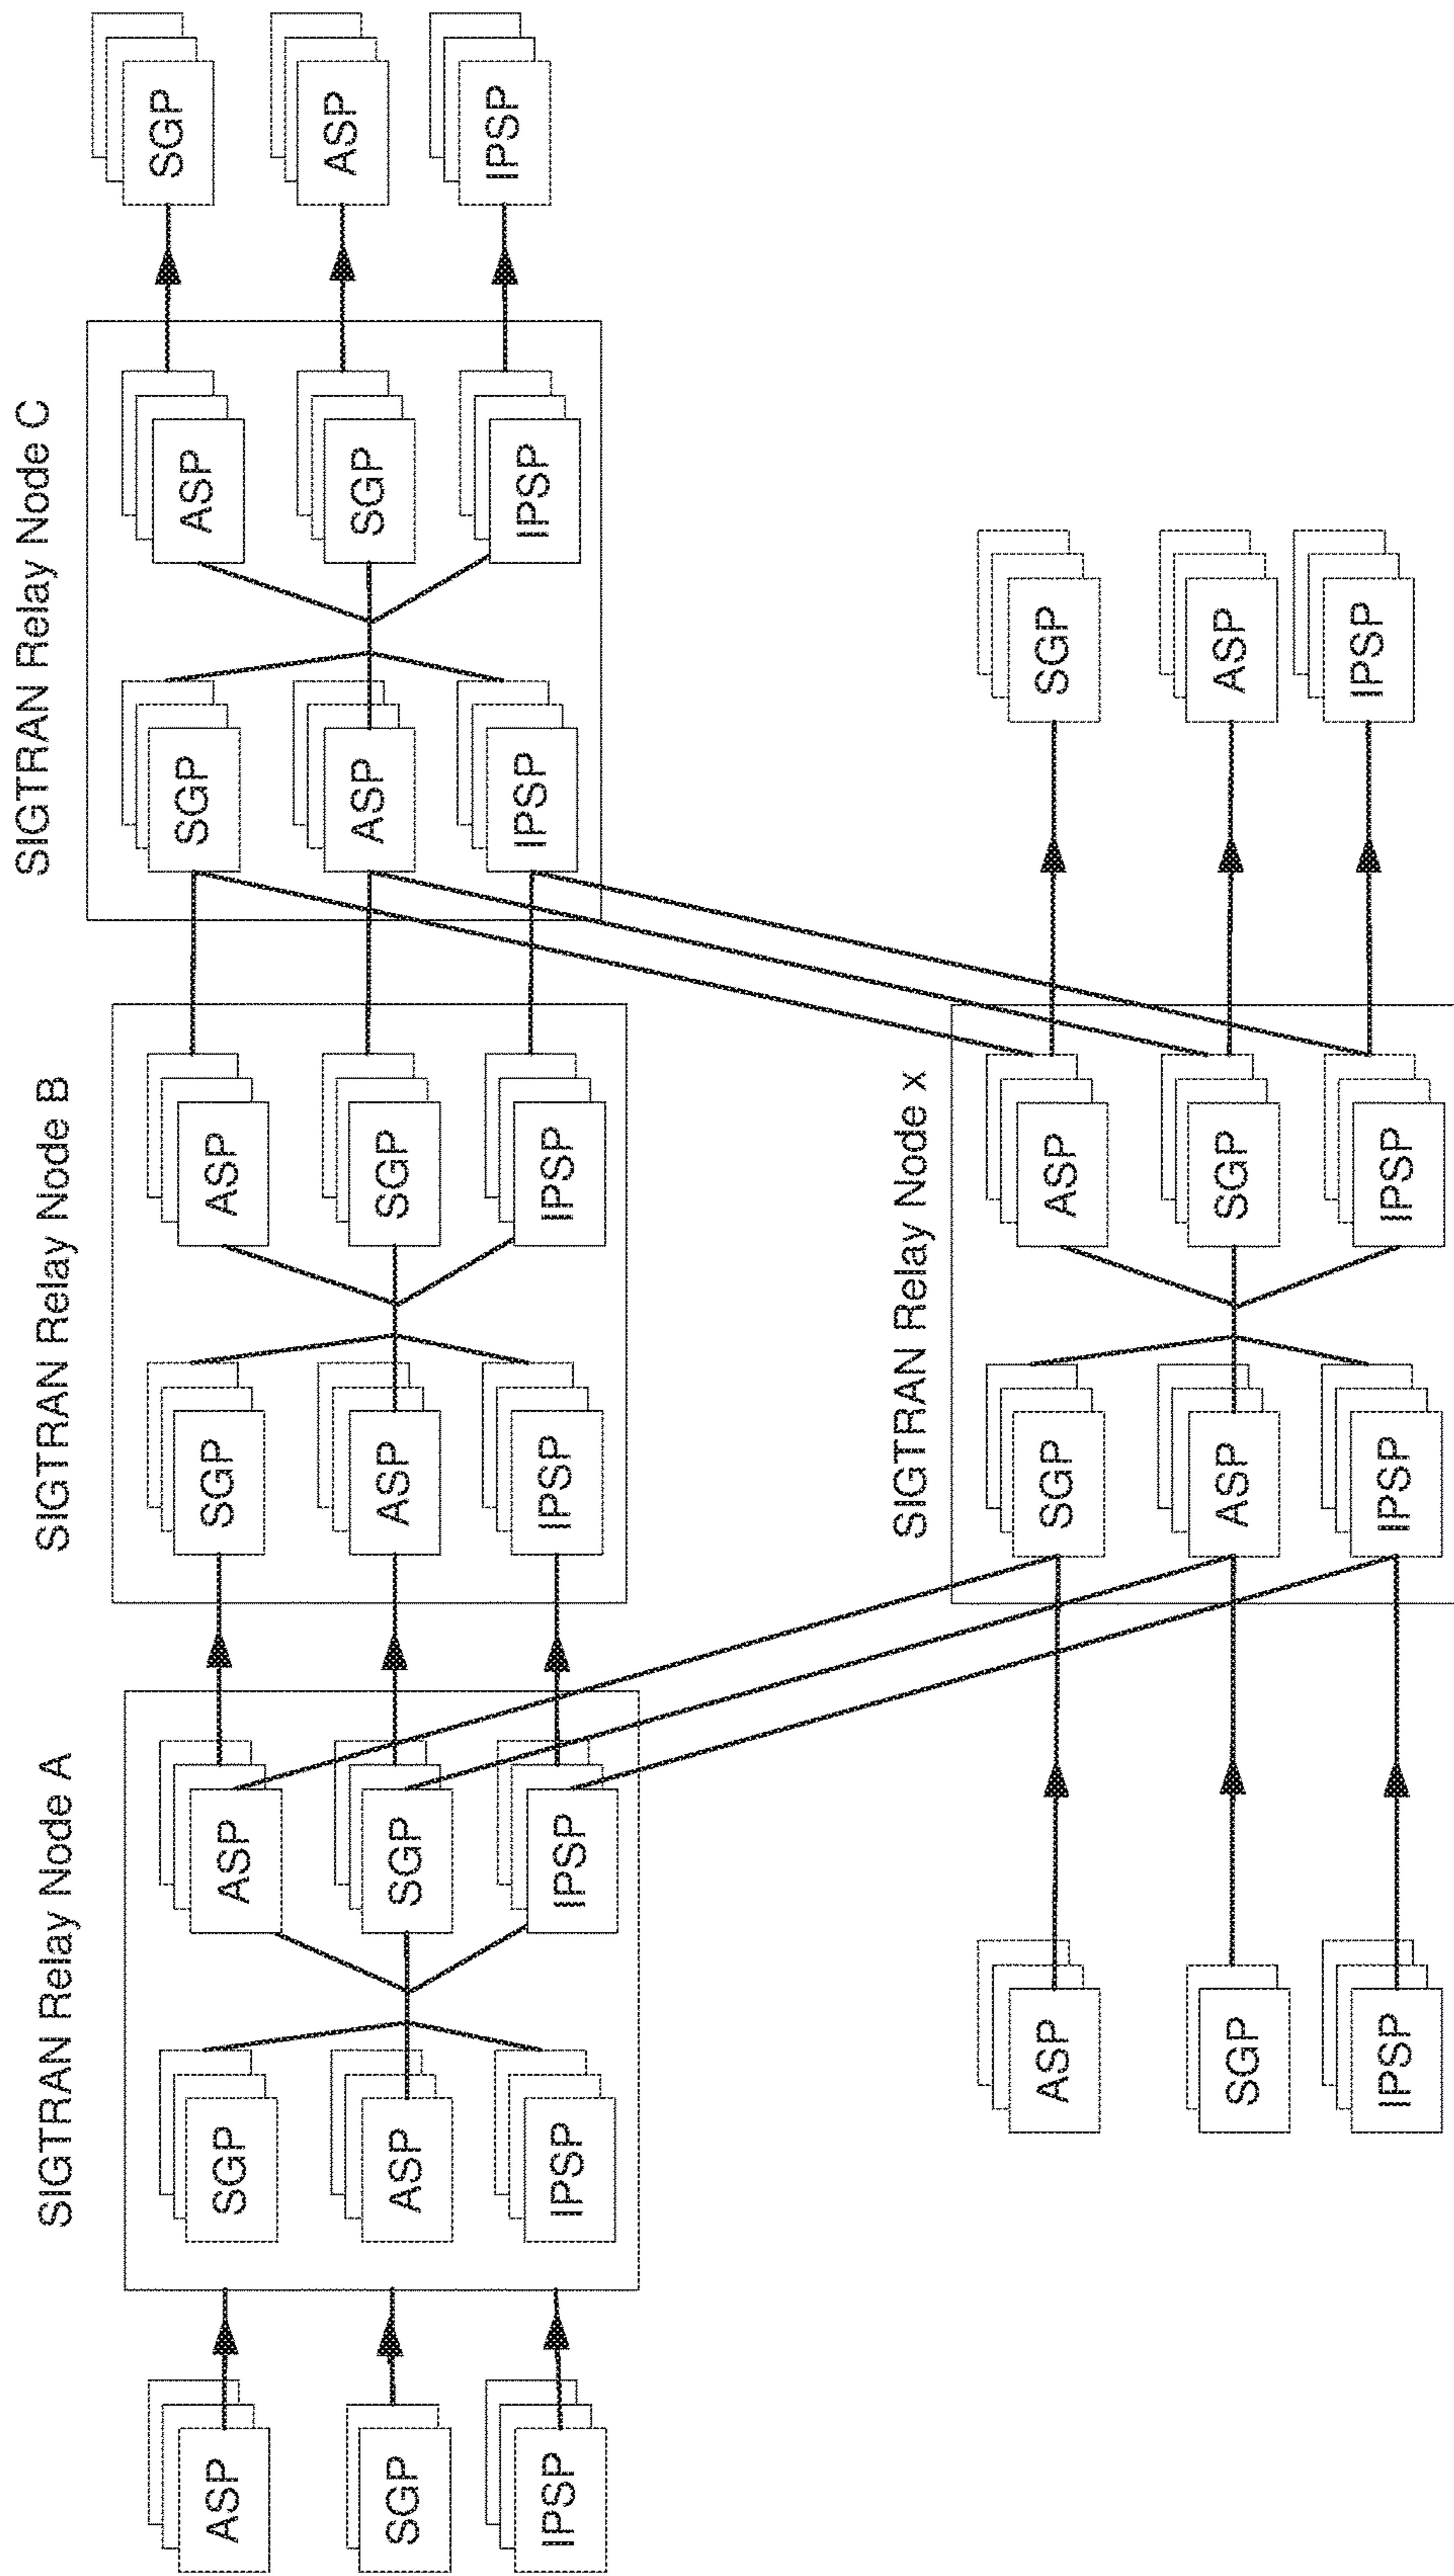 SIGTRAN Relay Node A
SIGTRAN Relay Node B
SIGTRAN Relay Node C
ASP
SGP
ASP
SGP
ASP
SGP
ASP
SGP
SGP
ASP
SGP
ASP
SGP
ASP
SGP
ASP
IPSP
IPSP
IPSP
IPSP
IPSP
IPSP
IPSP
IPSP
SIGTRAN Relay Node x
ASP
SGP
ASP
SGP
SGP
ASP
SGP
ASP
IPSP
IPSP
IPSP
IPSP